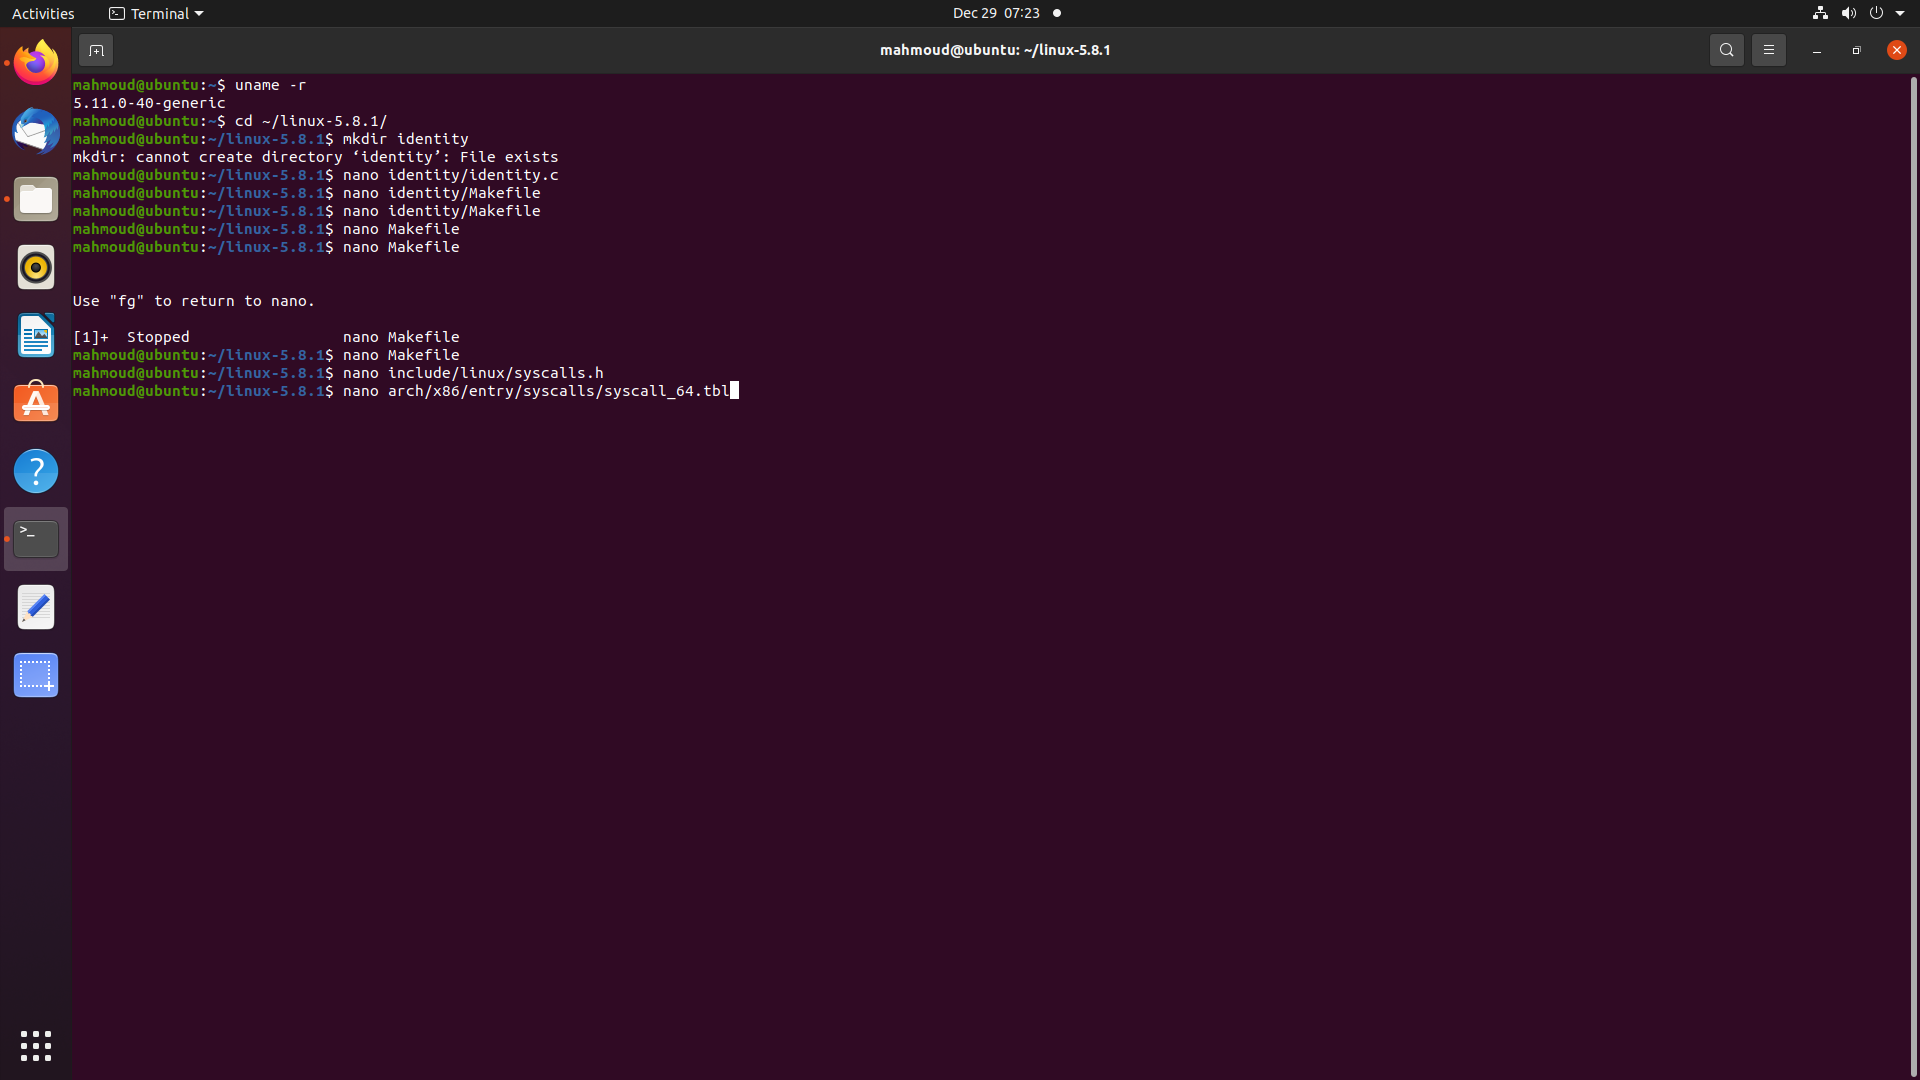 Activities
Terminal
Dec 29 07:23
mahmoud@ubuntu: ~/linux-5.8.1
mahmoud@ubuntu:~$ uname -r
5.11.0-40-generic
mahmoud@ubuntu:~$ cd ~/linux-5.8.1/
mahmoud@ubuntu:~/linux-5.8.1$ mkdir identity
mkdir: cannot create directory ‘identity’: File exists
mahmoud@ubuntu:~/linux-5.8.1$ nano identity/identity.c
mahmoud@ubuntu:~/linux-5.8.1$ nano identity/Makefile
mahmoud@ubuntu:~/linux-5.8.1$ nano identity/Makefile
mahmoud@ubuntu:~/linux-5.8.1$ nano Makefile
mahmoud@ubuntu:~/linux-5.8.1$ nano Makefile
Use "fg" to return to nano.
[1]+  Stopped                 nano Makefile
mahmoud@ubuntu:~/linux-5.8.1$ nano Makefile
mahmoud@ubuntu:~/linux-5.8.1$ nano include/linux/syscalls.h
mahmoud@ubuntu:~/linux-5.8.1$ nano arch/x86/entry/syscalls/syscall_64.tbl